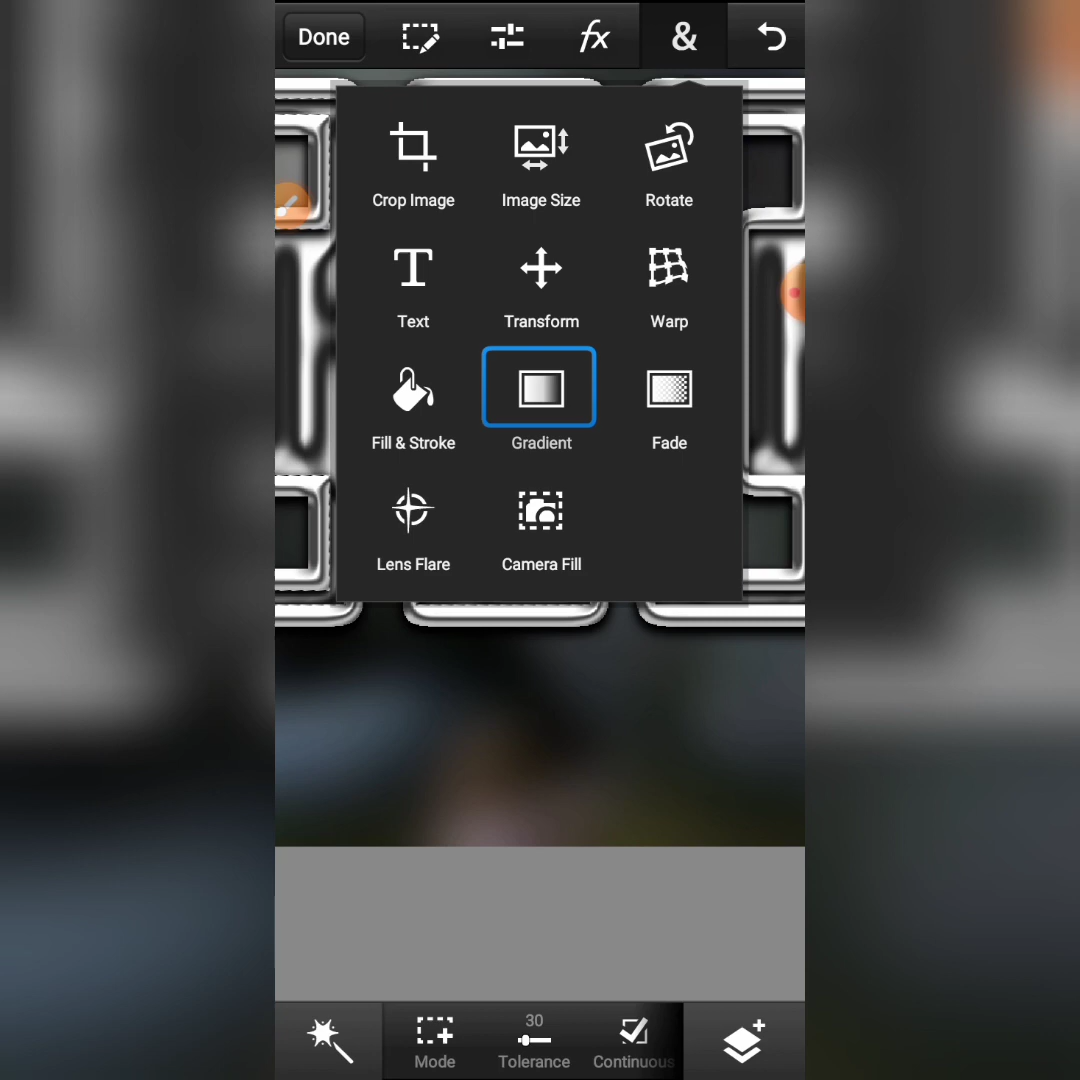 Done fx &
Crop Image Image Size Rotate
T
Text Transform Warp
Fill & Stroke Gradient Fade
Lens Flare Camera Fill
30
Mode Tolerance Continuous